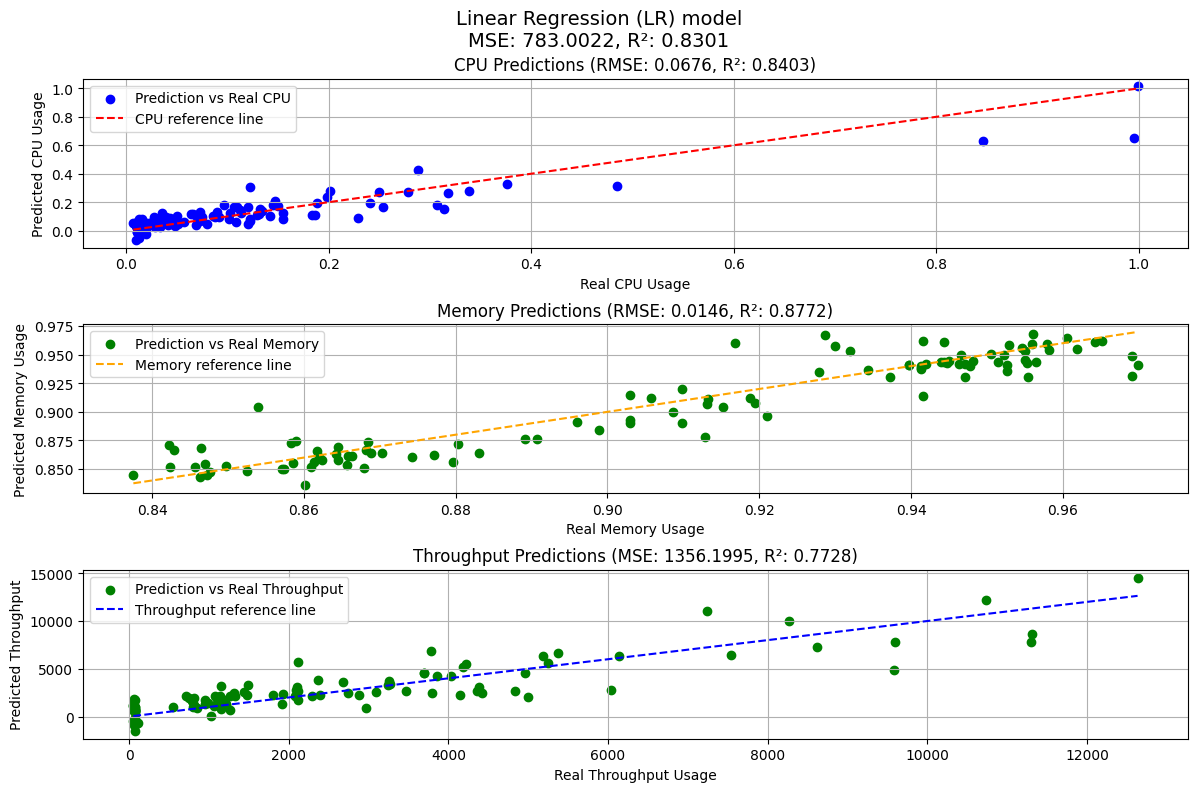 Linear Regression (LR) model
MSE: 783.0022, R²: 0.8301
CPU Predictions (RMSE: 0.0676, R²: 0.8403)
Prediction vs Real CPU
CPU reference line
Predicted CPU Usage
1.0
0.8
0.6
0.4
0.2
0.0
0.0 0.2 0.4 0.6 0.8 1.0
Real CPU Usage
Memory Predictions (RMSE: 0.0146, R²: 0.8772)
Prediction vs Real Memory
Memory reference line
Predicted Memory Usage
0.975
0.950
0.925
0.900
0.875
0.850
0.84 0.86 0.88 0.90 0.92 0.94 0.96
Real Memory Usage
Throughput Predictions (MSE: 1356.1995, R²: 0.7728)
Prediction vs Real Throughput
Throughput reference line
Predicted Throughput
15000
10000
5000
0
0 2000 4000 6000 8000 10000 12000
Real Throughput Usage